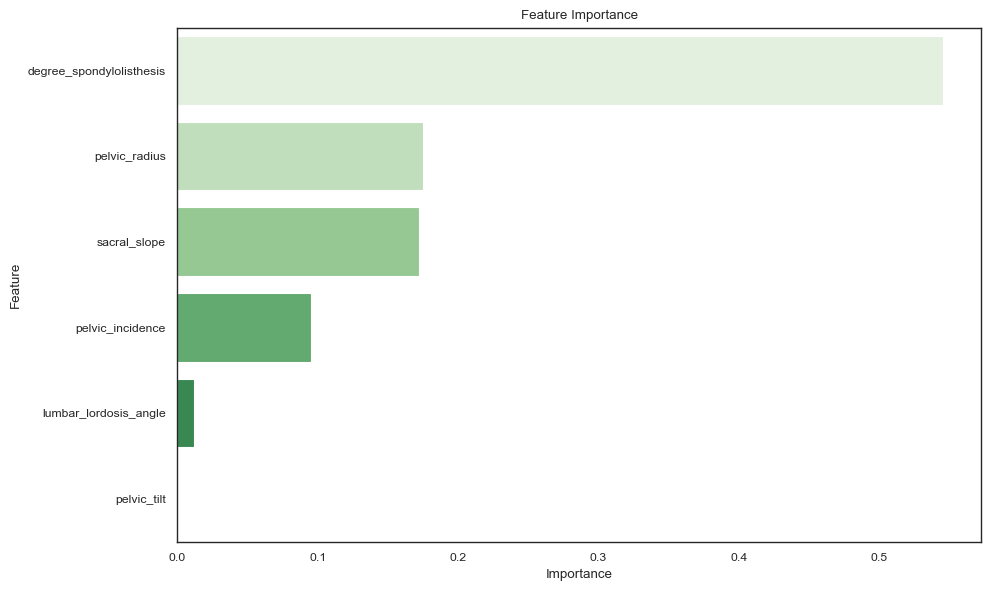 Feature Importance
degree_spondylolisthesis
pelvic_radius
sacral_slope
pelvic_incidence
lumbar_lordosis_angle
pelvic_tilt
Feature
0.0 0.1 0.2 0.3 0.4 0.5
Importance